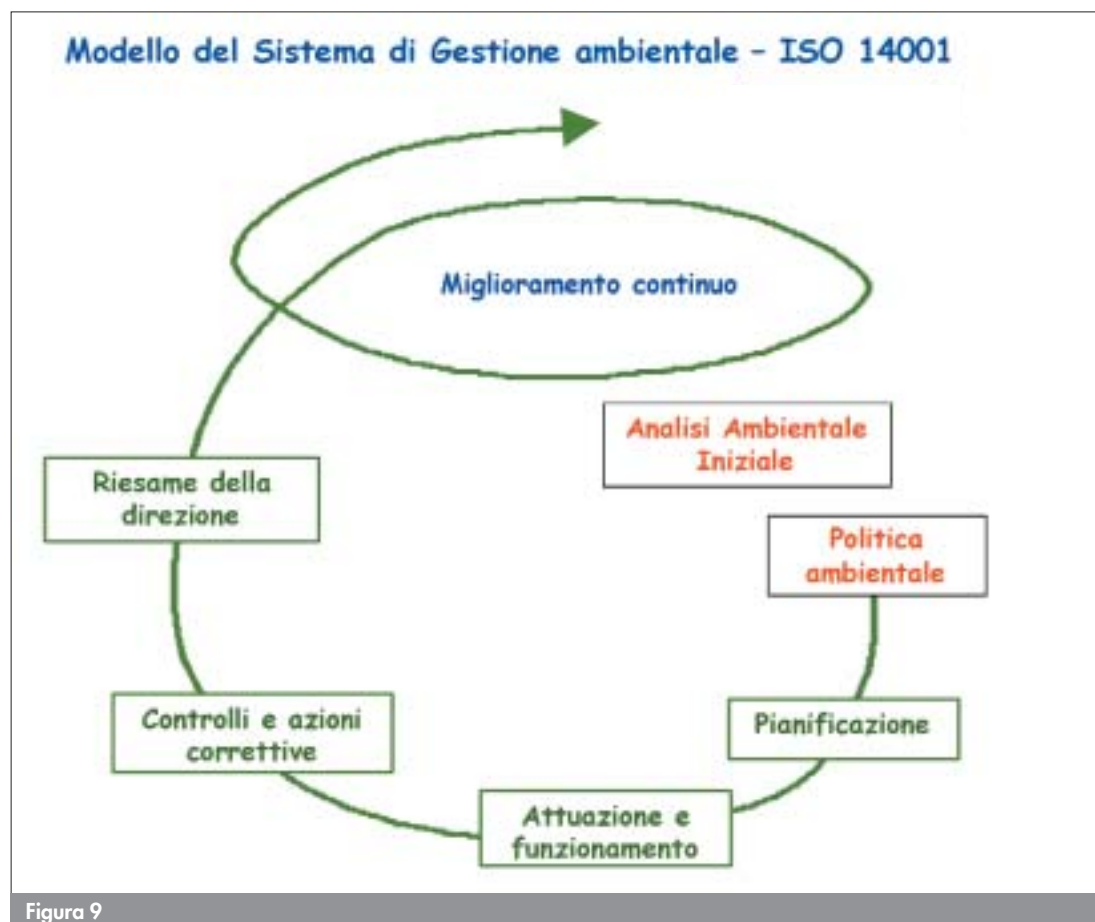 Modello del Sistema di Gestione ambientale - ISO 14001
Miglioramento continuo
Analisi Ambientale
Iniziale
Politica
ambientale
Pianificazione
Attuazione e
funzionamento
Controlli e azioni
correttive
Riesame della
direzione
Figura 9